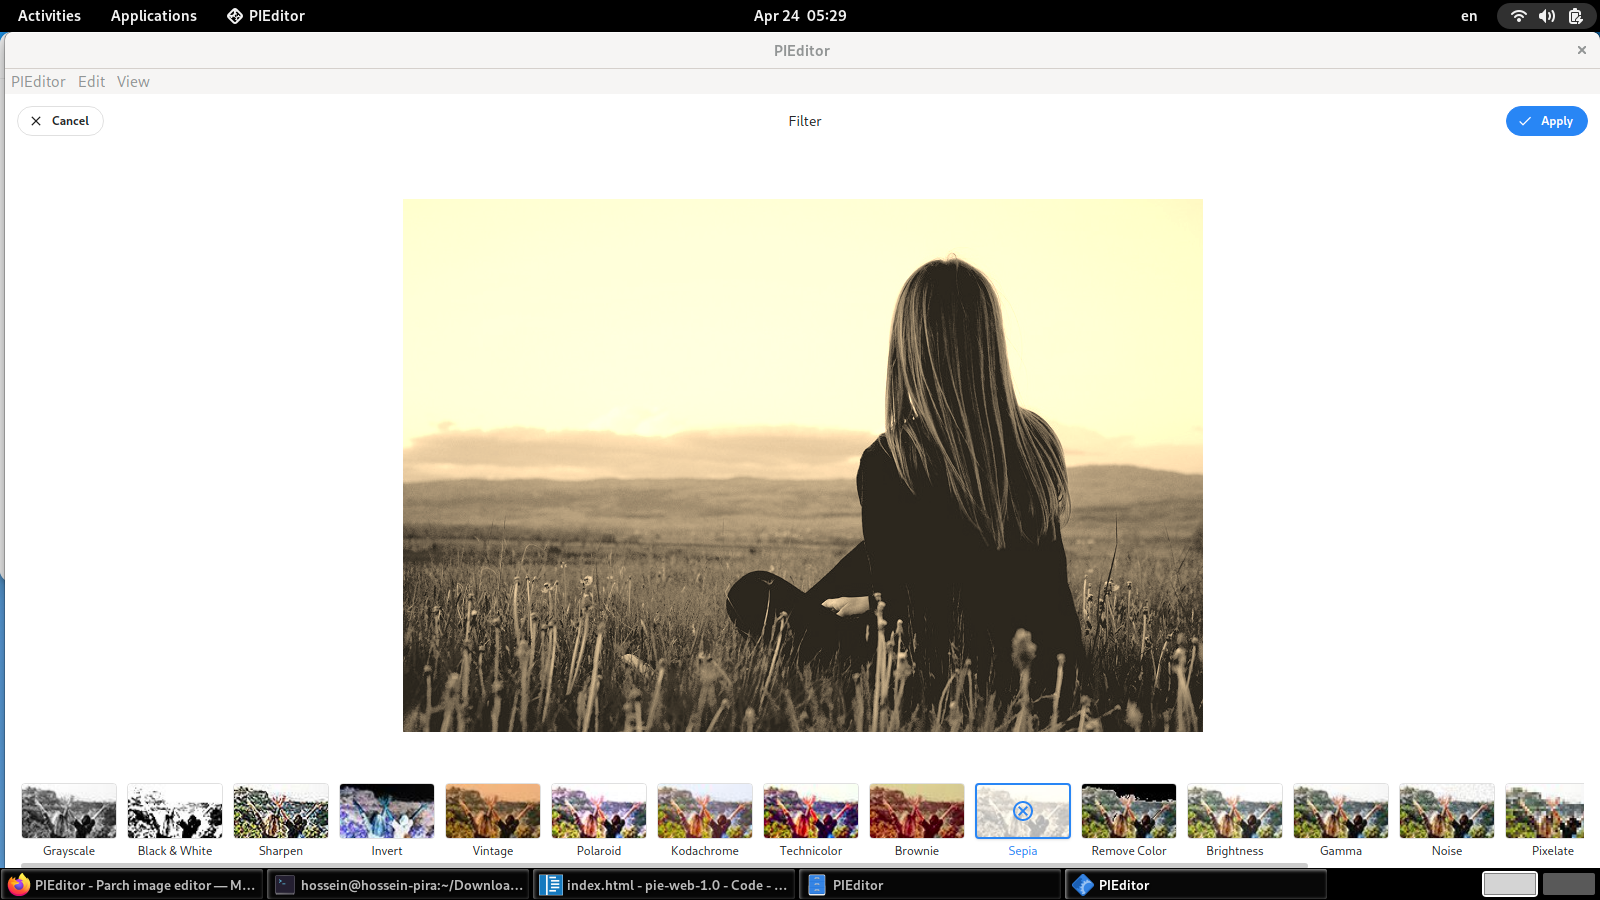 Activities Applications PIEditor Apr 24 05:29 en
PIEditor
PIEditor Edit View
Cancel Filter Apply
Grayscale Black & White Sharpen Invert Vintage Polaroid Kodachrome Technicolor Brownie Sepia Remove Color Brightness Gamma Noise Pixelate
PIEditor - Parch image editor — M... hossein@hossein-pira:~/Downloa... index.html - pie-web-1.0 - Code - ... PIEditor PIEditor